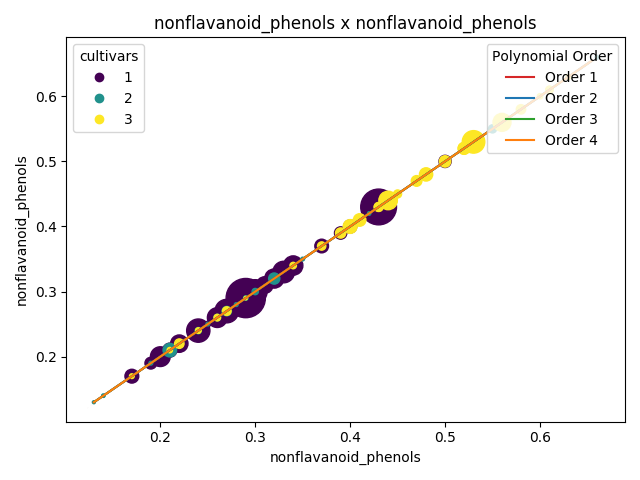 nonflavanoid_phenols x nonflavanoid_phenols
cultivars
1
2
3
Polynomial Order
Order 1
Order 2
Order 3
Order 4
nonflavanoid_phenols
0.6
0.5
0.4
0.3
0.2
0.2
0.3
0.4
0.5
0.6
nonflavanoid_phenols